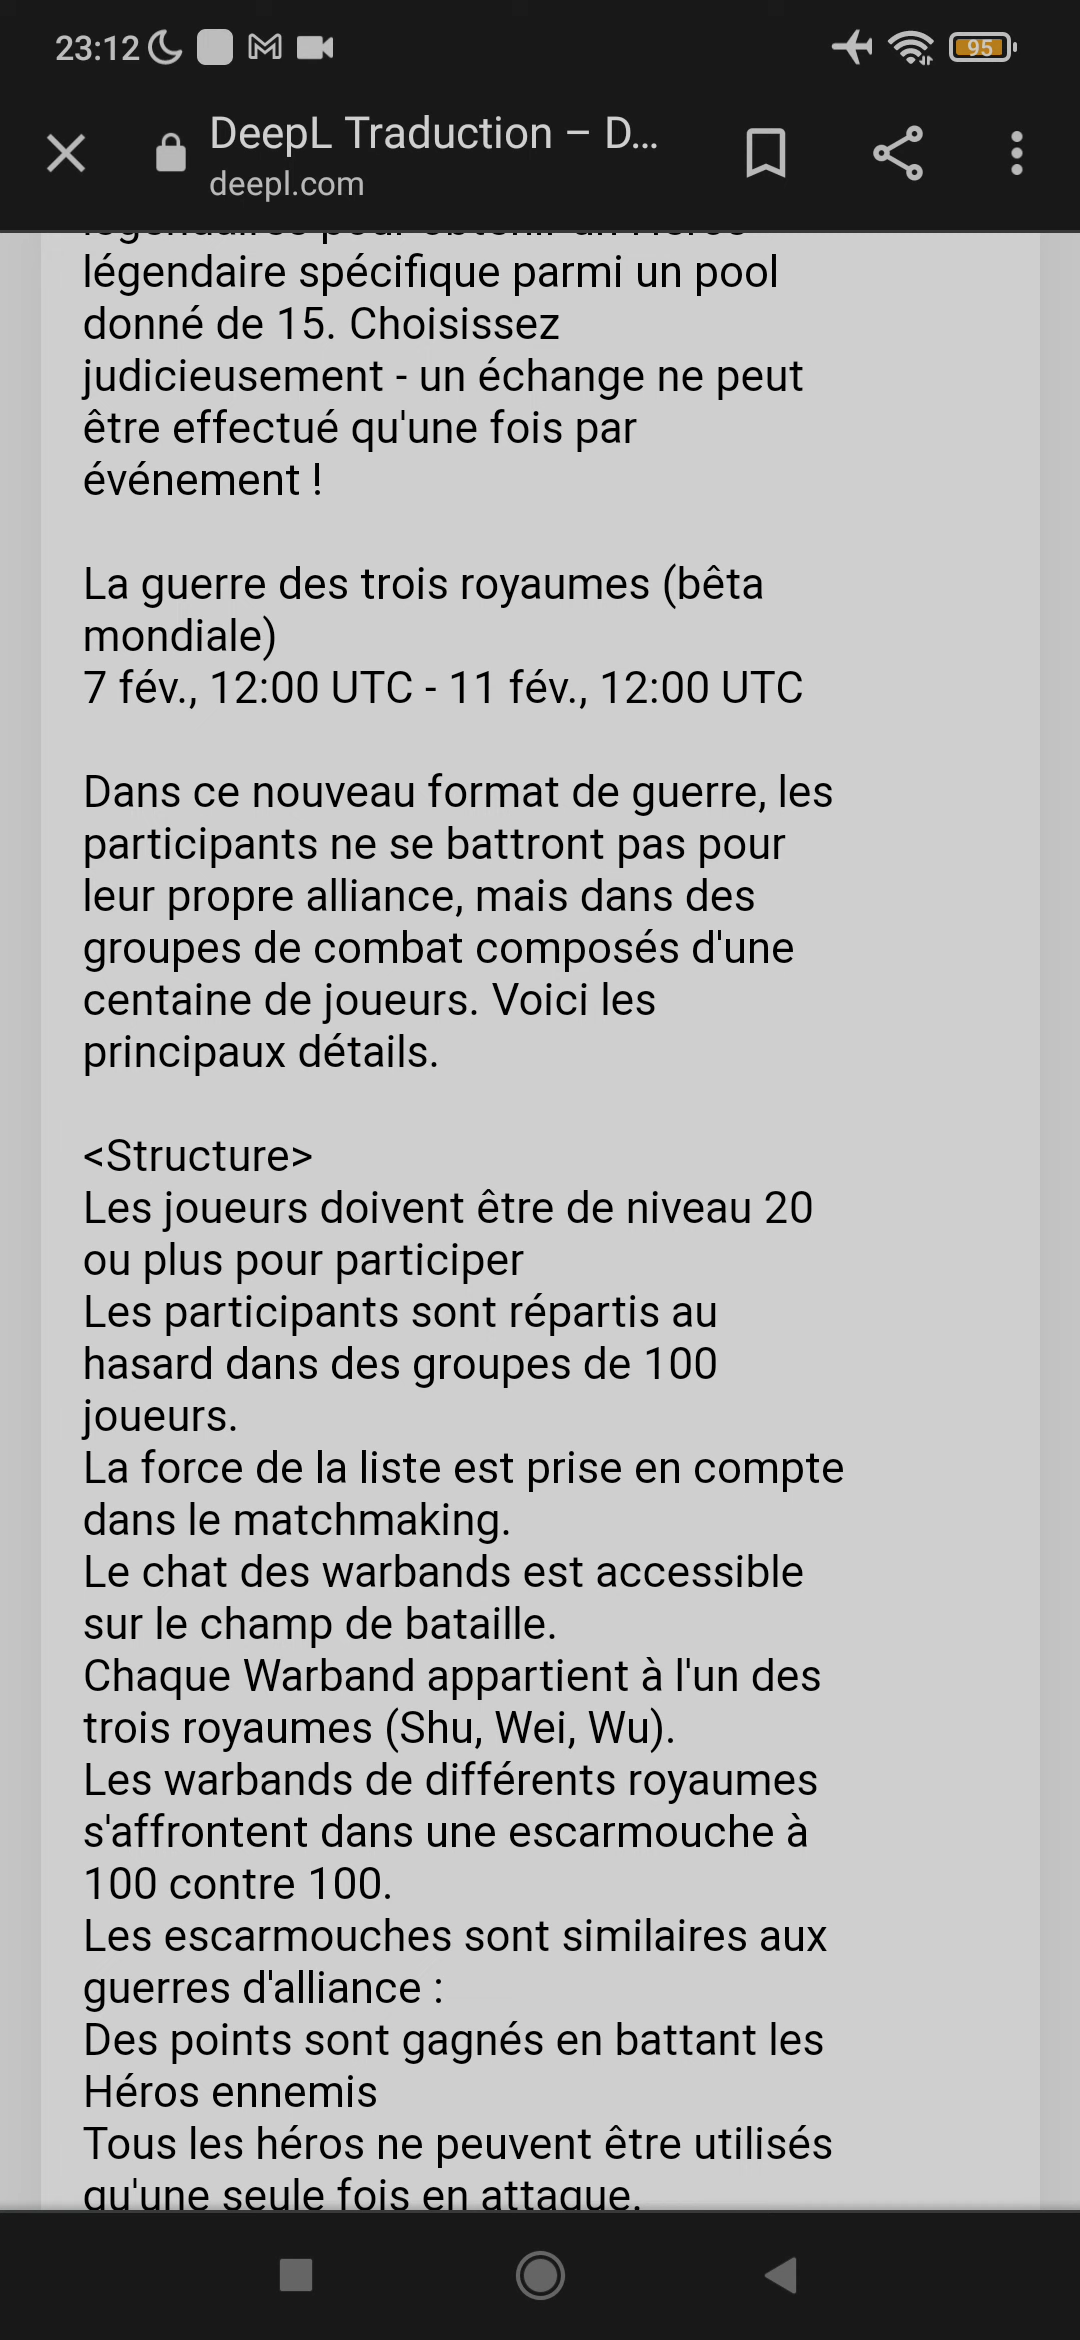 23:12
95
DeepL Traduction – D...
deepl.com
légendaire spécifique parmi un pool
donné de 15. Choisissez
judicieusement - un échange ne peut
être effectué qu'une fois par
événement !
La guerre des trois royaumes (bêta
mondiale)
7 fév., 12:00 UTC - 11 fév., 12:00 UTC
Dans ce nouveau format de guerre, les
participants ne se battront pas pour
leur propre alliance, mais dans des
groupes de combat composés d'une
centaine de joueurs. Voici les
principaux détails.
<Structure>
Les joueurs doivent être de niveau 20
ou plus pour participer
Les participants sont répartis au
hasard dans des groupes de 100
joueurs.
La force de la liste est prise en compte
dans le matchmaking.
Le chat des warbands est accessible
sur le champ de bataille.
Chaque Warband appartient à l'un des
trois royaumes (Shu, Wei, Wu).
Les warbands de différents royaumes
s'affrontent dans une escarmouche à
100 contre 100.
Les escarmouches sont similaires aux
guerres d'alliance :
Des points sont gagnés en battant les
Héros ennemis
Tous les héros ne peuvent être utilisés
qu'une seule fois en attaque.